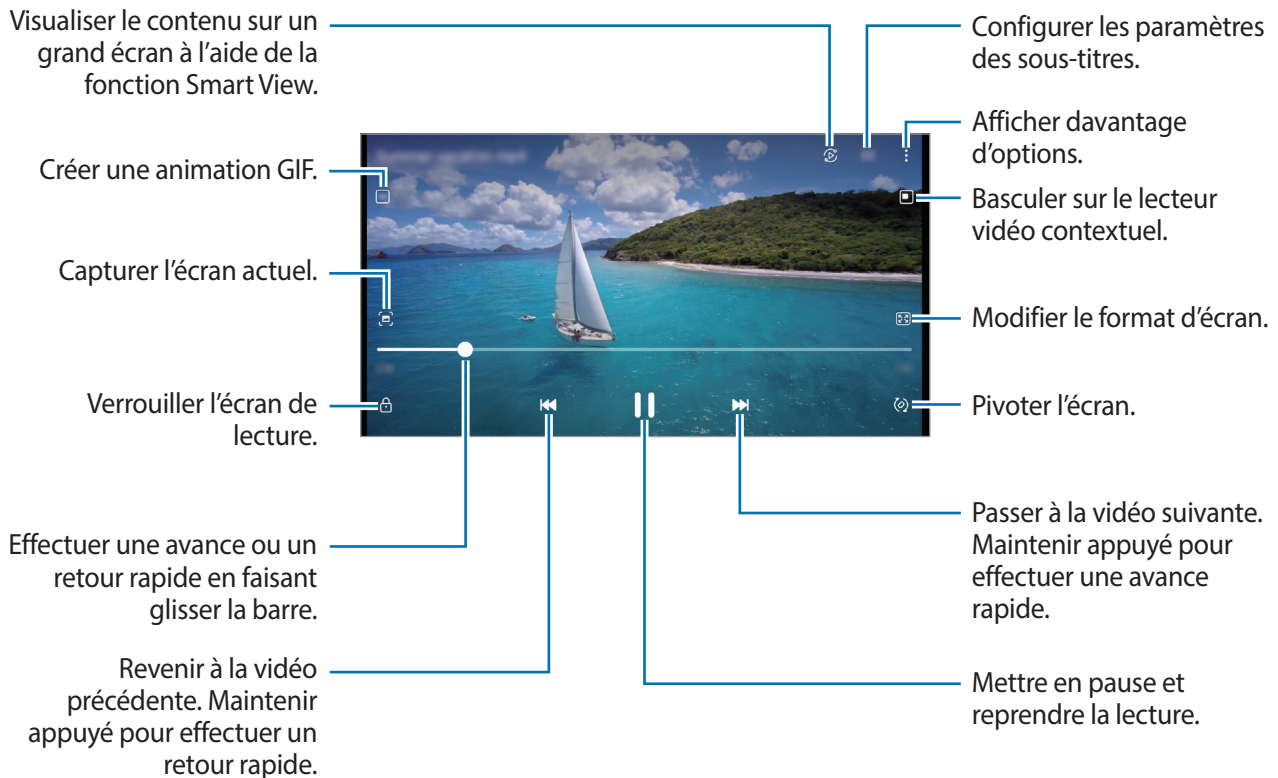 Visualiser le contenu sur un
grand écran à l'aide de la
fonction Smart View.
Créer une animation GIF.
Capturer l'écran actuel.
Verrouiller l'écran de
lecture.
Effectuer une avance ou un
retour rapide en faisant
glisser la barre.
Revenir à la vidéo
précédente. Maintenir
appuyé pour effectuer un
retour rapide.
Configurer les paramètres
des sous-titres.
Afficher davantage
d'options.
Basculer sur le lecteur
vidéo contextuel.
Modifier le format d'écran.
Pivoter l'écran.
Passer à la vidéo suivante.
Maintenir appuyé pour
effectuer une avance
rapide.
Mettre en pause et
reprendre la lecture.